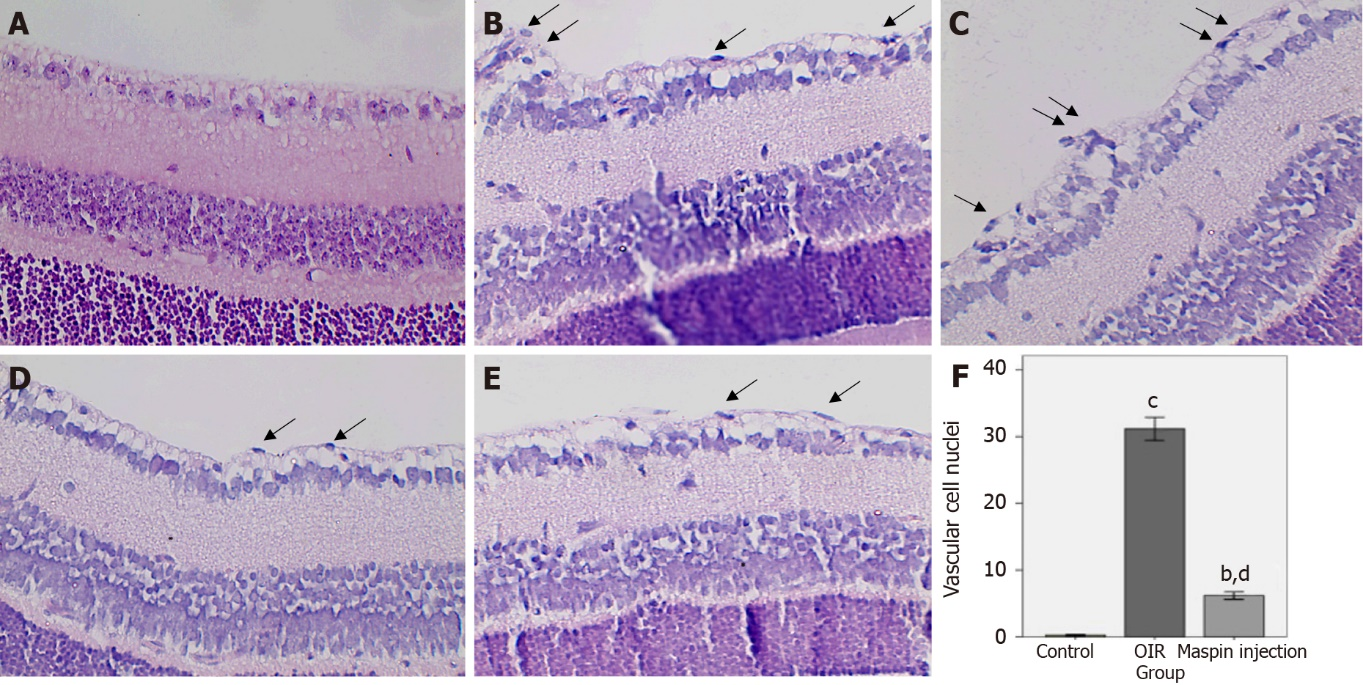 A
B
C
D
E
F
40
30
20
10
0
Vascular cell nuclei
c
b,d
Control
OIR
Maspin injection
Group